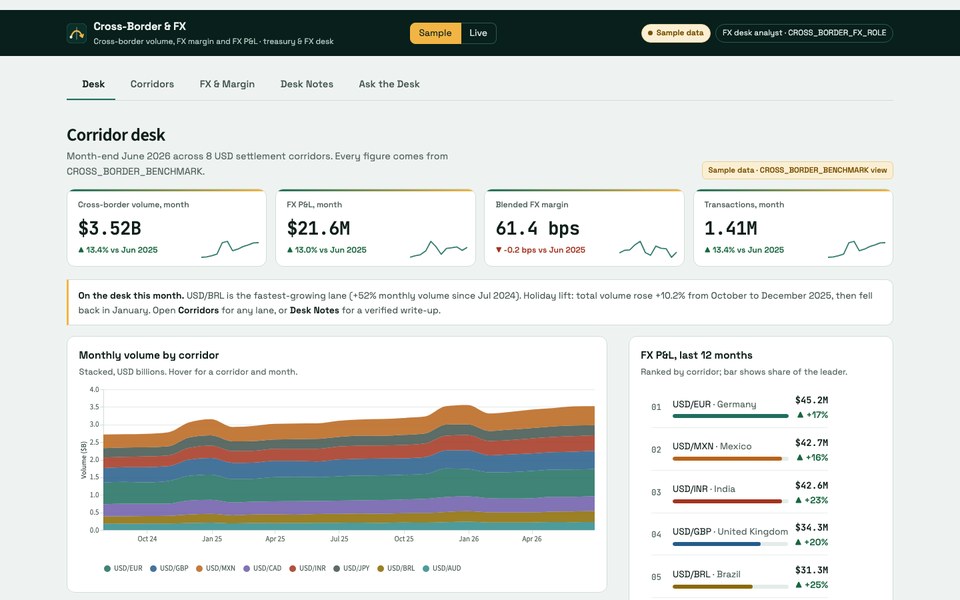 Cross-Border & FX
Cross-border volume, FX margin and FX P&L · treasury & FX desk
Sample
Live
Sample data
FX desk analyst · CROSS_BORDER_FX_ROLE
Desk
Corridors
FX & Margin
Desk Notes
Ask the Desk
Corridor desk
Month-end June 2026 across 8 USD settlement corridors. Every figure comes from
CROSS_BORDER_BENCHMARK.
Sample data · CROSS_BORDER_BENCHMARK view
Cross-border volume, month
$3.52B
▲ 13.4% vs Jun 2025
FX P&L, month
$21.6M
▲ 13.0% vs Jun 2025
Blended FX margin
61.4 bps
▼ -0.2 bps vs Jun 2025
Transactions, month
1.41M
▲ 13.4% vs Jun 2025
On the desk this month. USD/BRL is the fastest-growing lane (+52% monthly volume since Jul 2024). Holiday lift: total volume rose +10.2% from October to December 2025, then fell
back in January. Open Corridors for any lane, or Desk Notes for a verified write-up.
Monthly volume by corridor
Stacked, USD billions. Hover for a corridor and month.
Volume ($B)
4.0
3.5
3.0
2.5
2.0
1.5
1.0
0.5
0.0
Oct 24
Jan 25
Apr 25
Jul 25
Oct 25
Jan 26
Apr 26
USD/EUR
USD/GBP
USD/MXN
USD/CAD
USD/INR
USD/JPY
USD/BRL
USD/AUD
FX P&L, last 12 months
Ranked by corridor; bar shows share of the leader.
01 USD/EUR · Germany $45.2M
▲ +17%
02 USD/MXN · Mexico $42.7M
▲ +16%
03 USD/INR · India $42.6M
▲ +23%
04 USD/GBP · United Kingdom $34.3M
▲ +20%
05 USD/BRL · Brazil $31.3M
▲ +25%